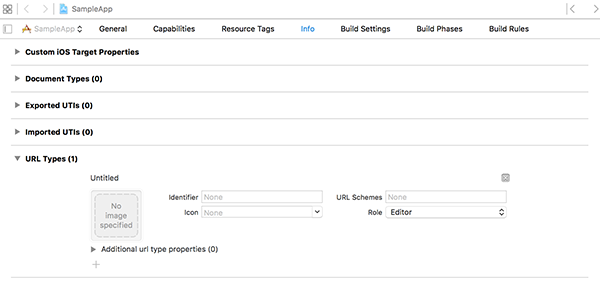 SampleApp
SampleApp General Capabilities Resource Tags Info Build Settings Build Phases Build Rules
Custom iOS Target Properties
Document Types (0)
Exported UTIs (0)
Imported UTIs (0)
URL Types (1)
Untitled
No image specified
Identifier None URL Schemes None
Icon None Role Editor
Additional url type properties (0)